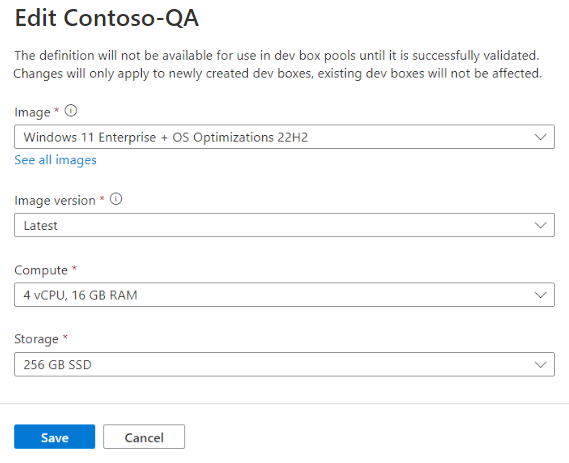 Edit Contoso-QA
The definition will not be available for use in dev box pools until it is successfully validated.
Changes will only apply to newly created dev boxes, existing dev boxes will not be affected.
Image *
Windows 11 Enterprise + OS Optimizations 22H2
See all images
Image version *
Latest
Compute *
4 vCPU, 16 GB RAM
Storage *
256 GB SSD
Save
Cancel